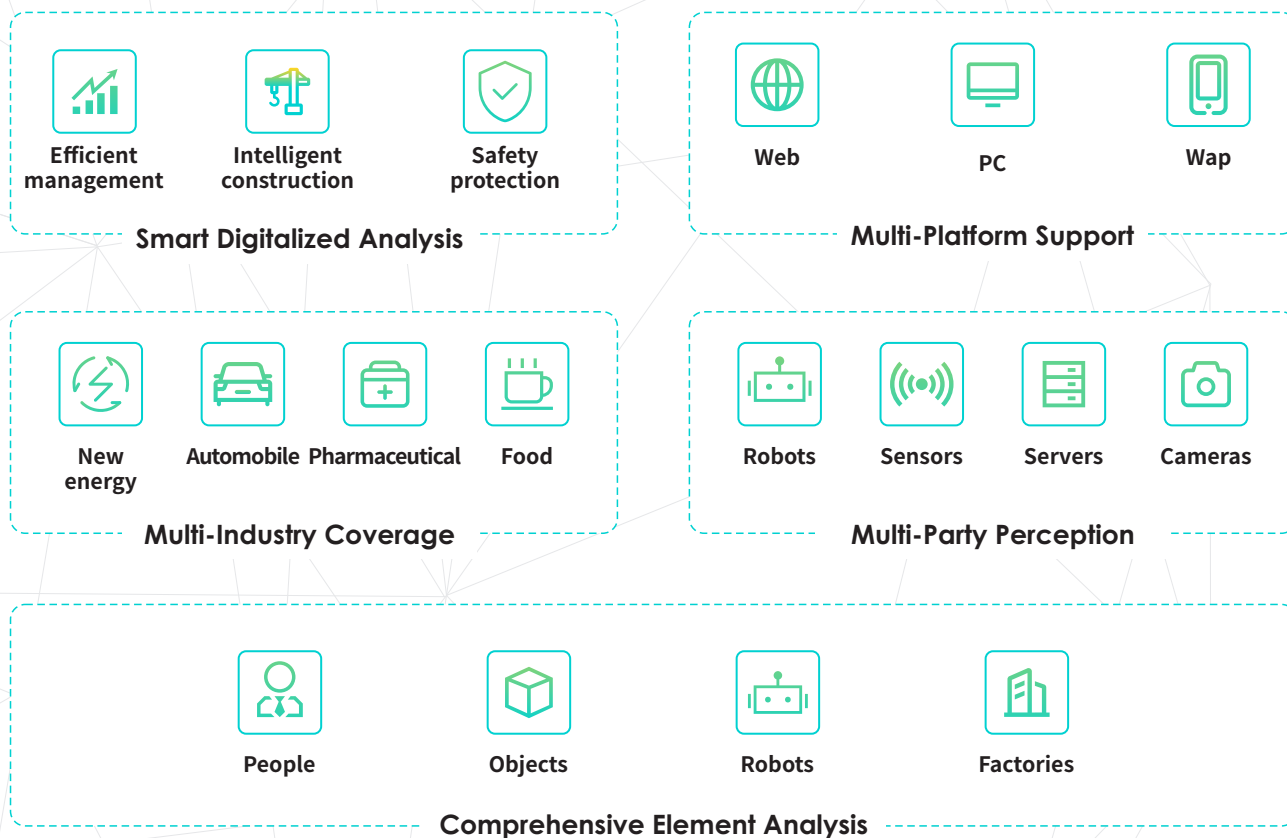 Efficient
management
Intelligent
construction
Safety
protection
Smart Digitalized Analysis
Web
PC
Wap
Multi-Platform Support
New
energy
Automobile
Pharmaceutical
Food
Multi-Industry Coverage
Robots
Sensors
Servers
Cameras
Multi-Party Perception
People
Objects
Robots
Factories
Comprehensive Element Analysis